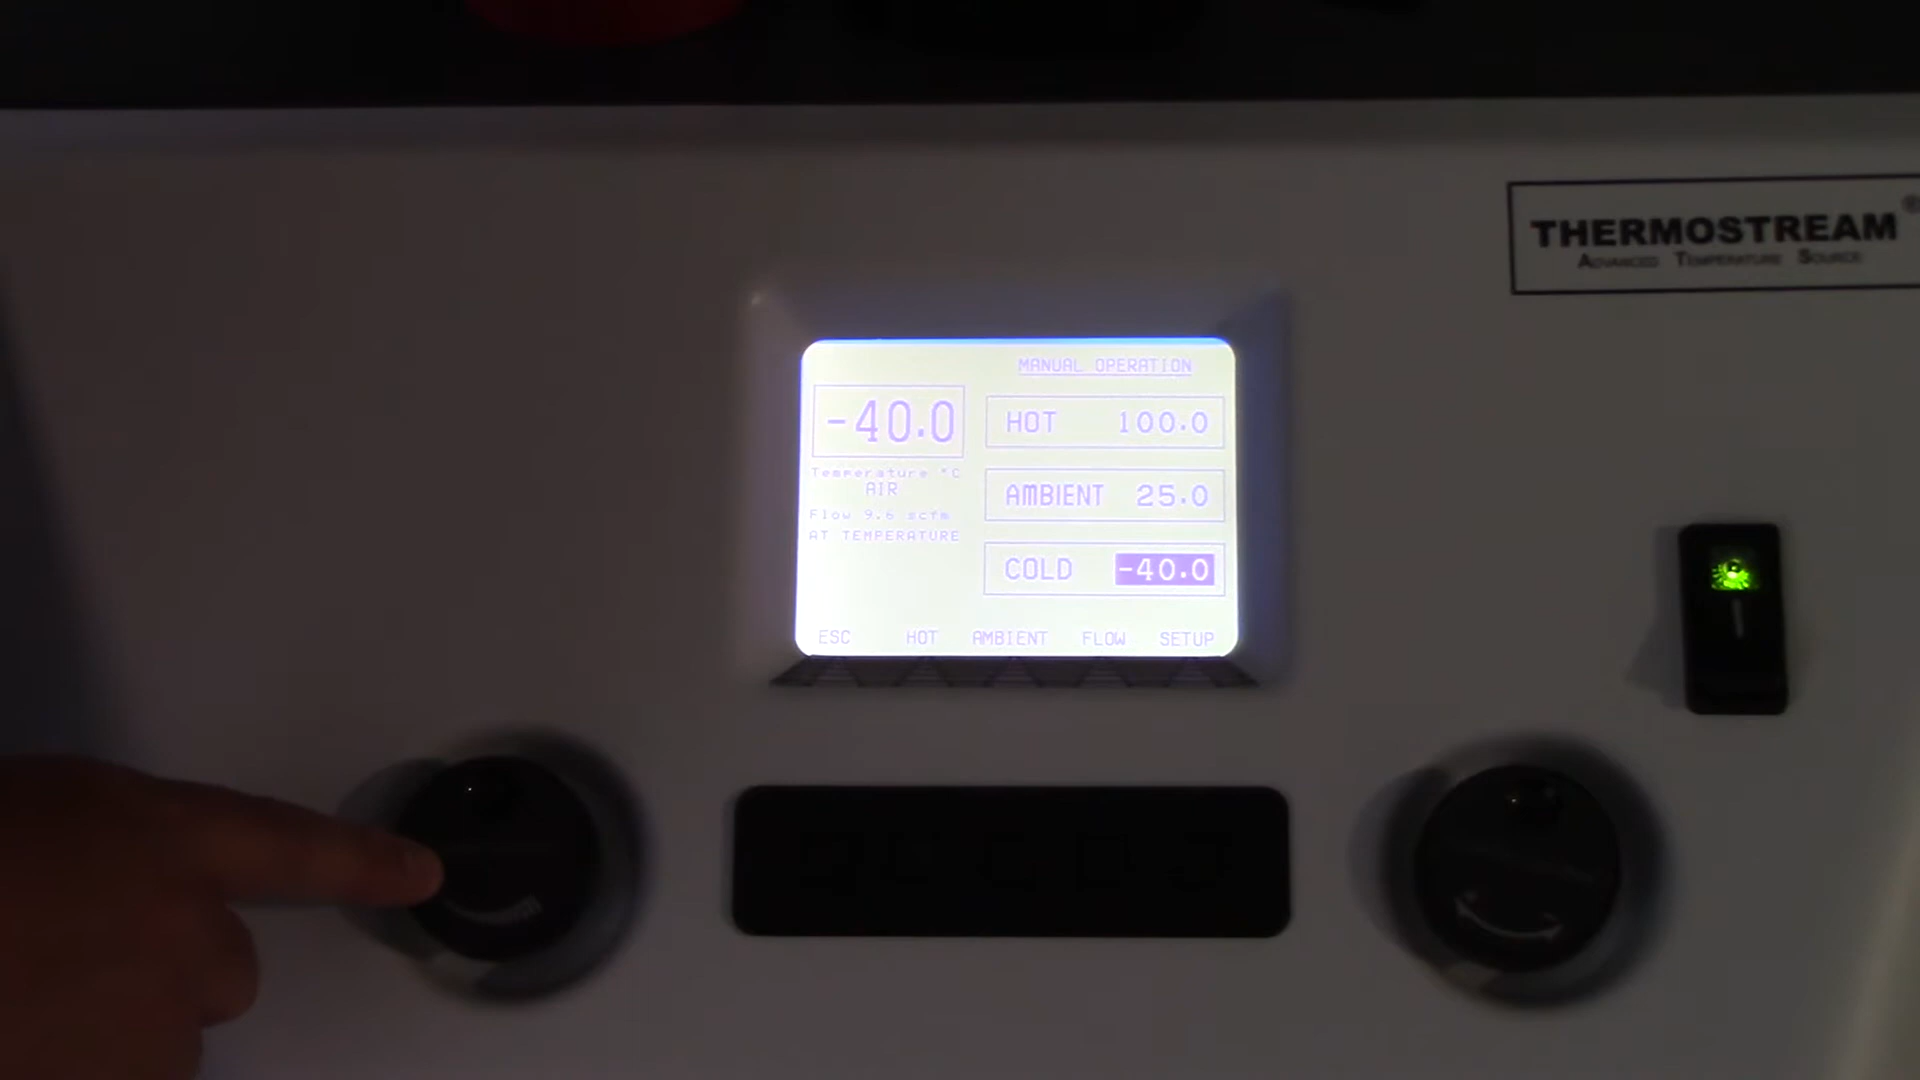 THERMOSTREAM®
ADVANCED TEMPERATURE SOURCE
MANUAL OPERATION
-40.0
Temperature °C
AIR
Flow 9.6 scfm
AT TEMPERATURE
HOT 100.0
AMBIENT 25.0
COLD -40.0
ESC HOT AMBIENT FLOW SETUP